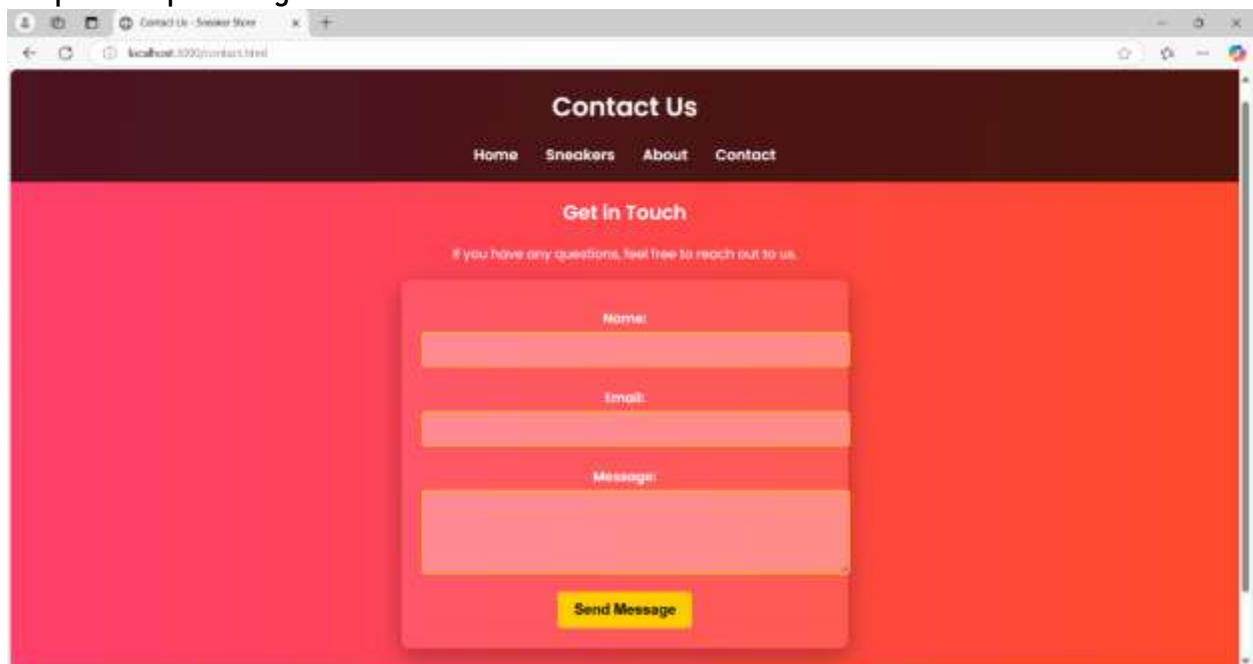 Contact Us - Sneaker Store
localhost:3000/contact.html
Contact Us
Home Sneakers About Contact
Get in Touch
If you have any questions, feel free to reach out to us.
Name:
Email:
Message:
Send Message